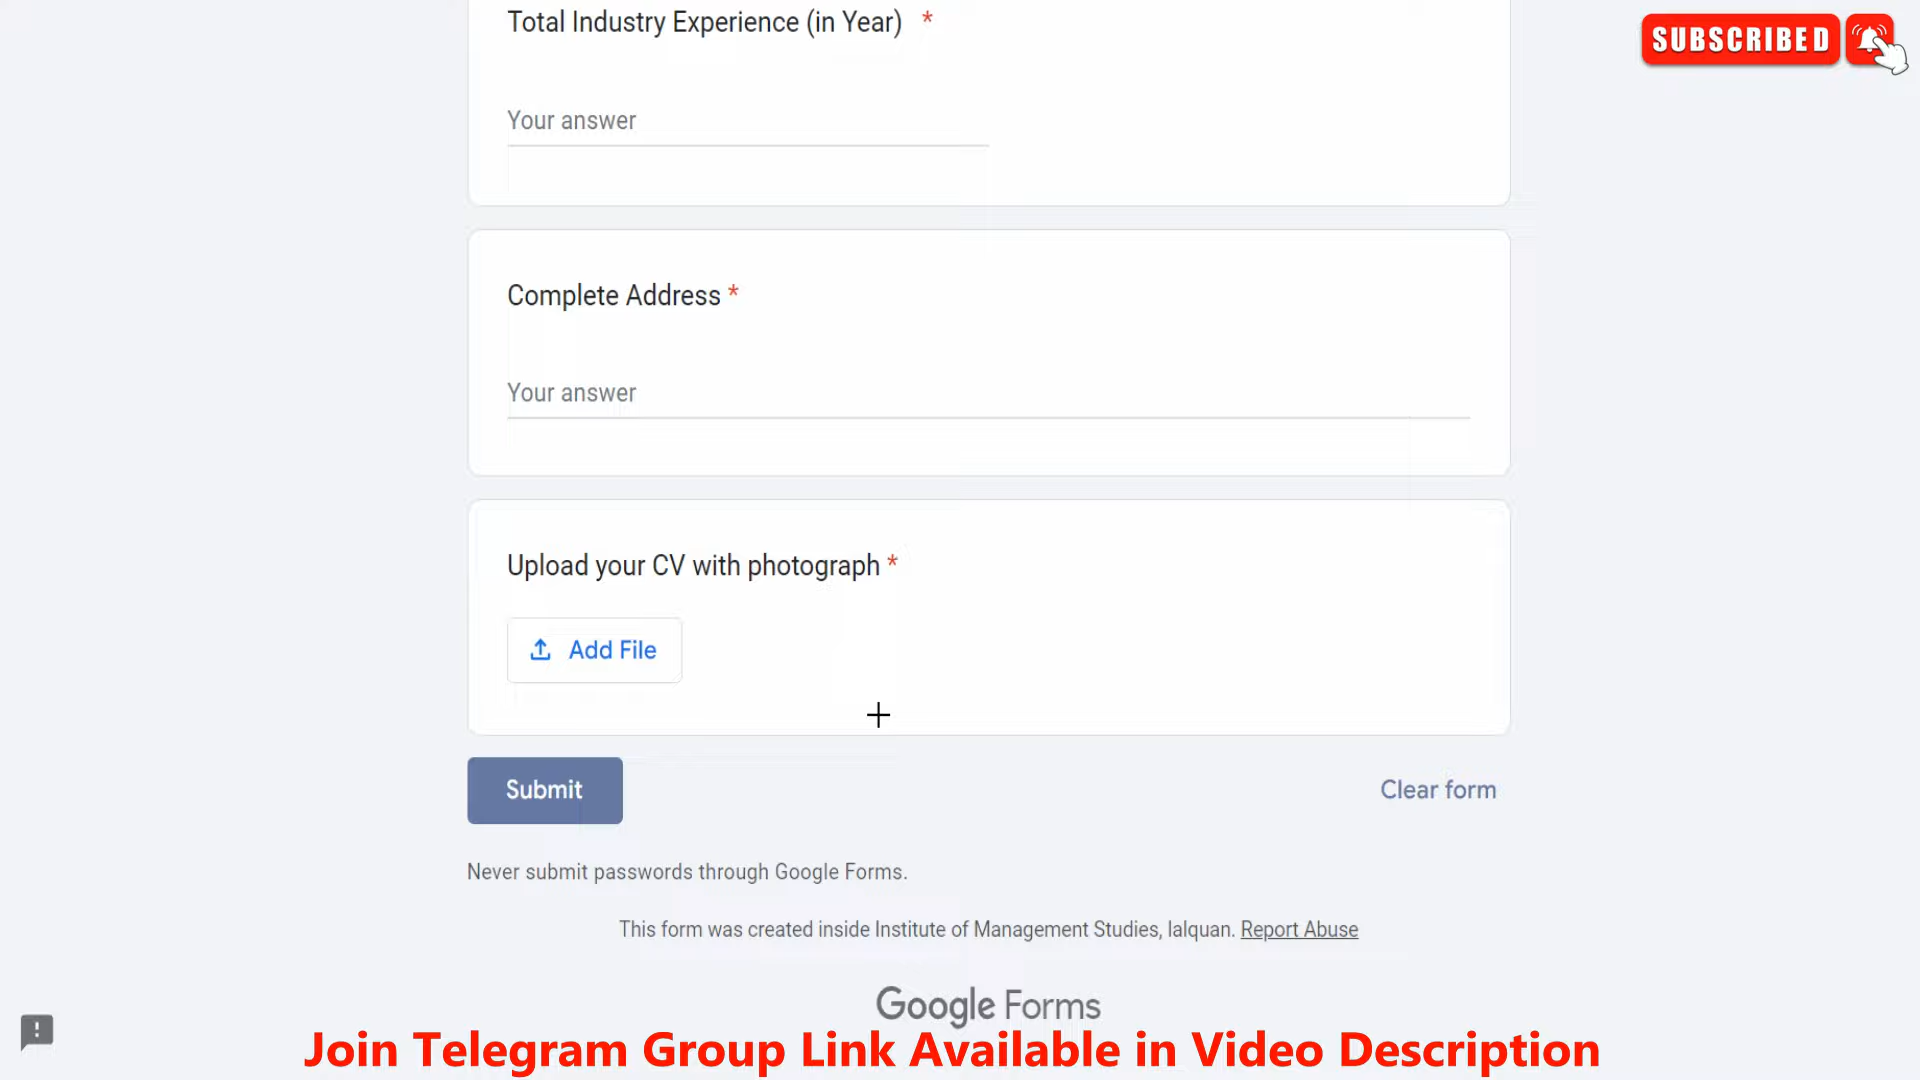 Total Industry Experience (in Year) *
SUBSCRIBED
Your answer
Complete Address *
Your answer
Upload your CV with photograph *
Add File
Submit
Clear form
Never submit passwords through Google Forms.
This form was created inside Institute of Management Studies, lalquan. Report Abuse
Google Forms
Join Telegram Group Link Available in Video Description